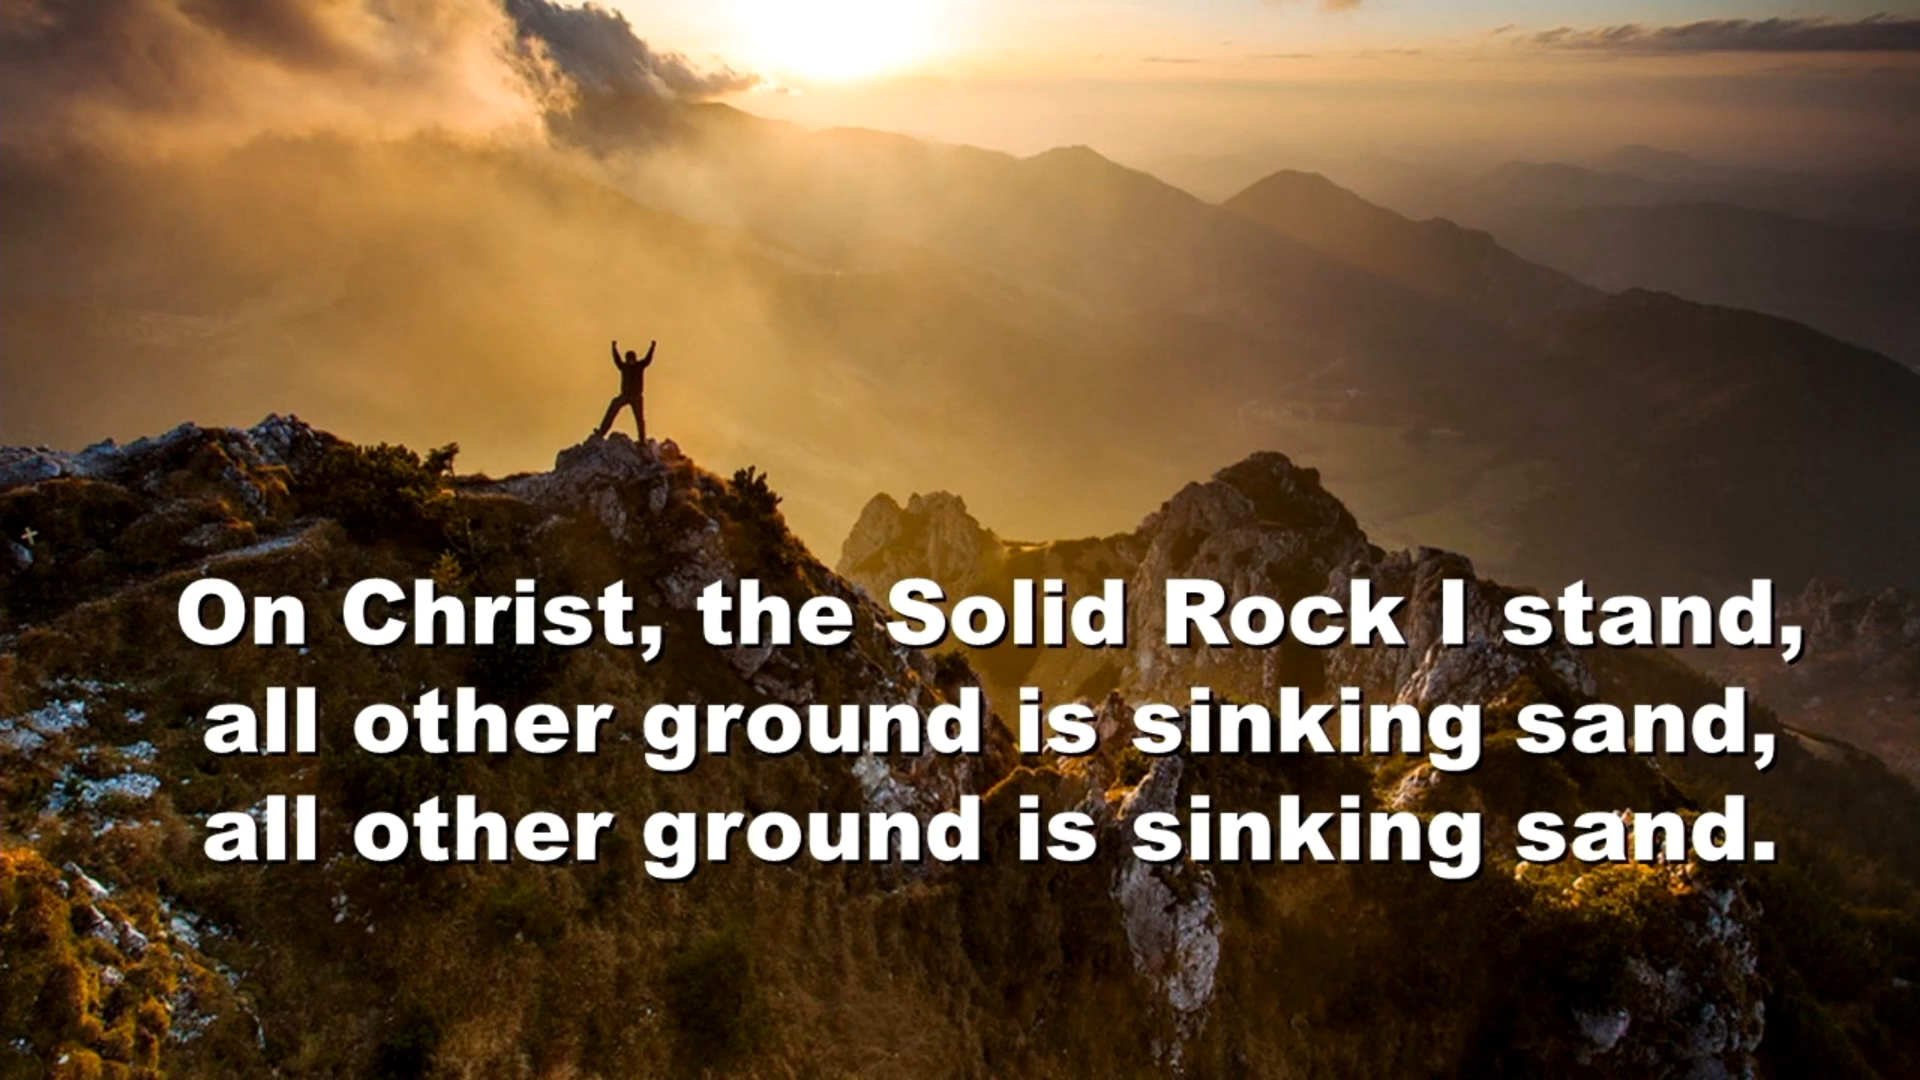 On Christ, the Solid Rock I stand,
all other ground is sinking sand,
all other ground is sinking sand.